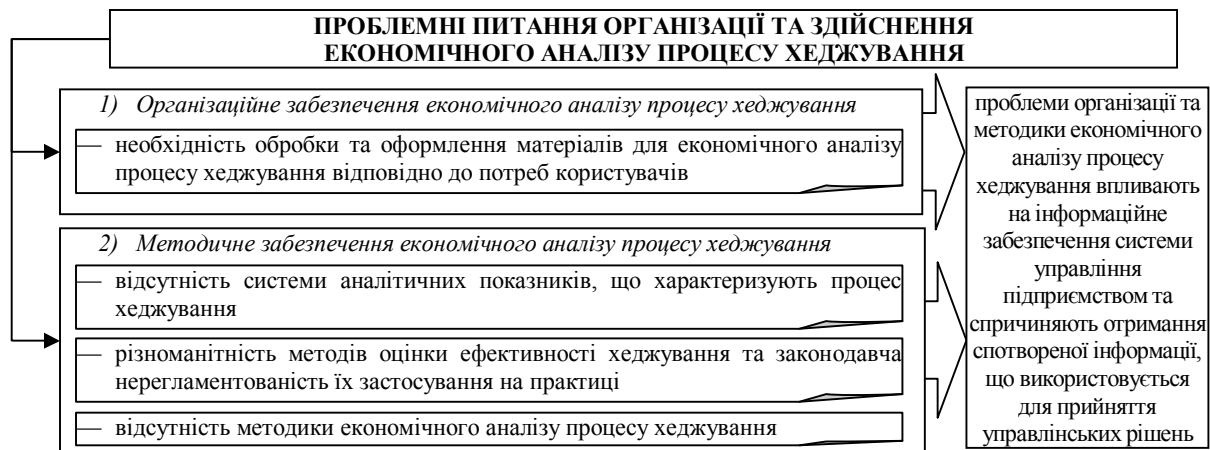 ПРОБЛЕМНІ ПИТАННЯ ОРГАНІЗАЦІЇ ТА ЗДІЙСНЕННЯ
ЕКОНОМІЧНОГО АНАЛІЗУ ПРОЦЕСУ ХЕДЖУВАННЯ
1) Організаційне забезпечення економічного аналізу процесу хеджування
— необхідність обробки та оформлення матеріалів для економічного аналізу
процесу хеджування відповідно до потреб користувачів
2) Методичне забезпечення економічного аналізу процесу хеджування
— відсутність системи аналітичних показників, що характеризують процес
хеджування
— різноманітність методів оцінки ефективності хеджування та законодавча
нерегламентованість їх застосування на практиці
— відсутність методики економічного аналізу процесу хеджування
проблеми організації та
методики економічного
аналізу процесу
хеджування впливають
на інформаційне
забезпечення системи
управління
підприємством та
спричиняють отримання
спотвореної інформації,
що використовується
для прийняття
управлінських рішень